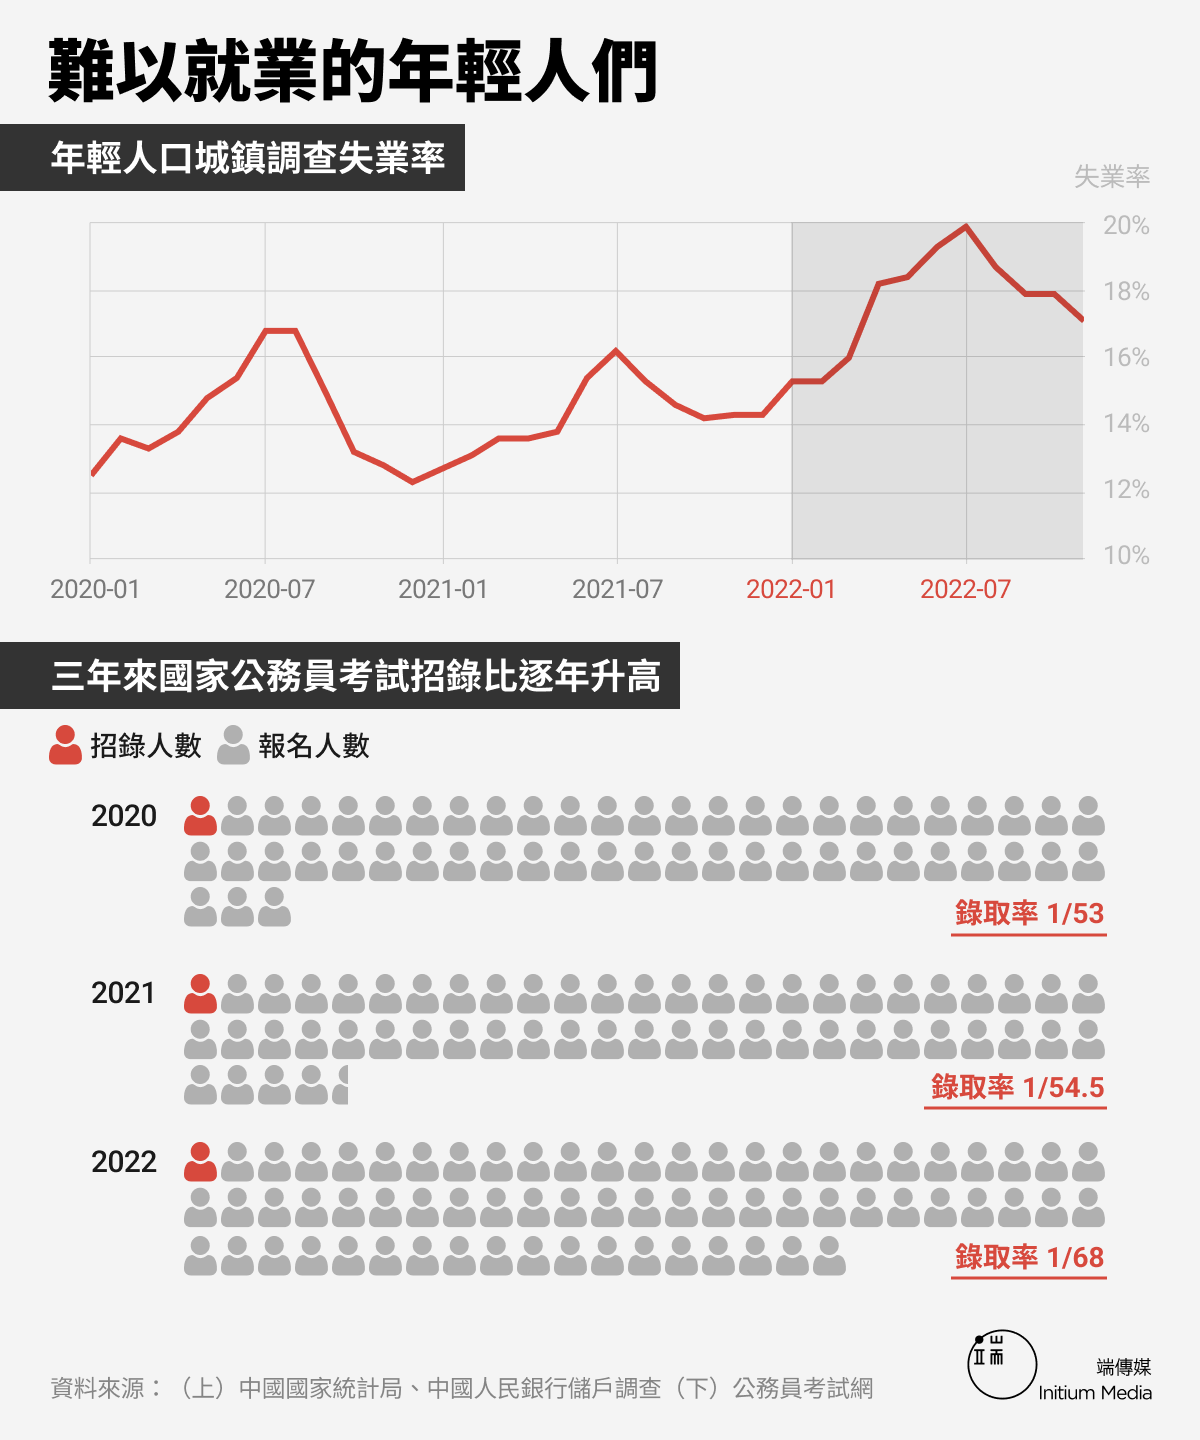 難以就業的年輕人們
年輕人口城鎮調查失業率
失業率
20%
18%
16%
14%
12%
10%
2020-01 2020-07 2021-01 2021-07 2022-01 2022-07
三年來國家公務員考試招錄比逐年升高
招錄人數 報名人數
2020
錄取率 1/53
2021
錄取率 1/54.5
2022
錄取率 1/68
端
端傳媒
Initium Media
資料來源：（上）中國國家統計局、中國人民銀行儲戶調查（下）公務員考試網